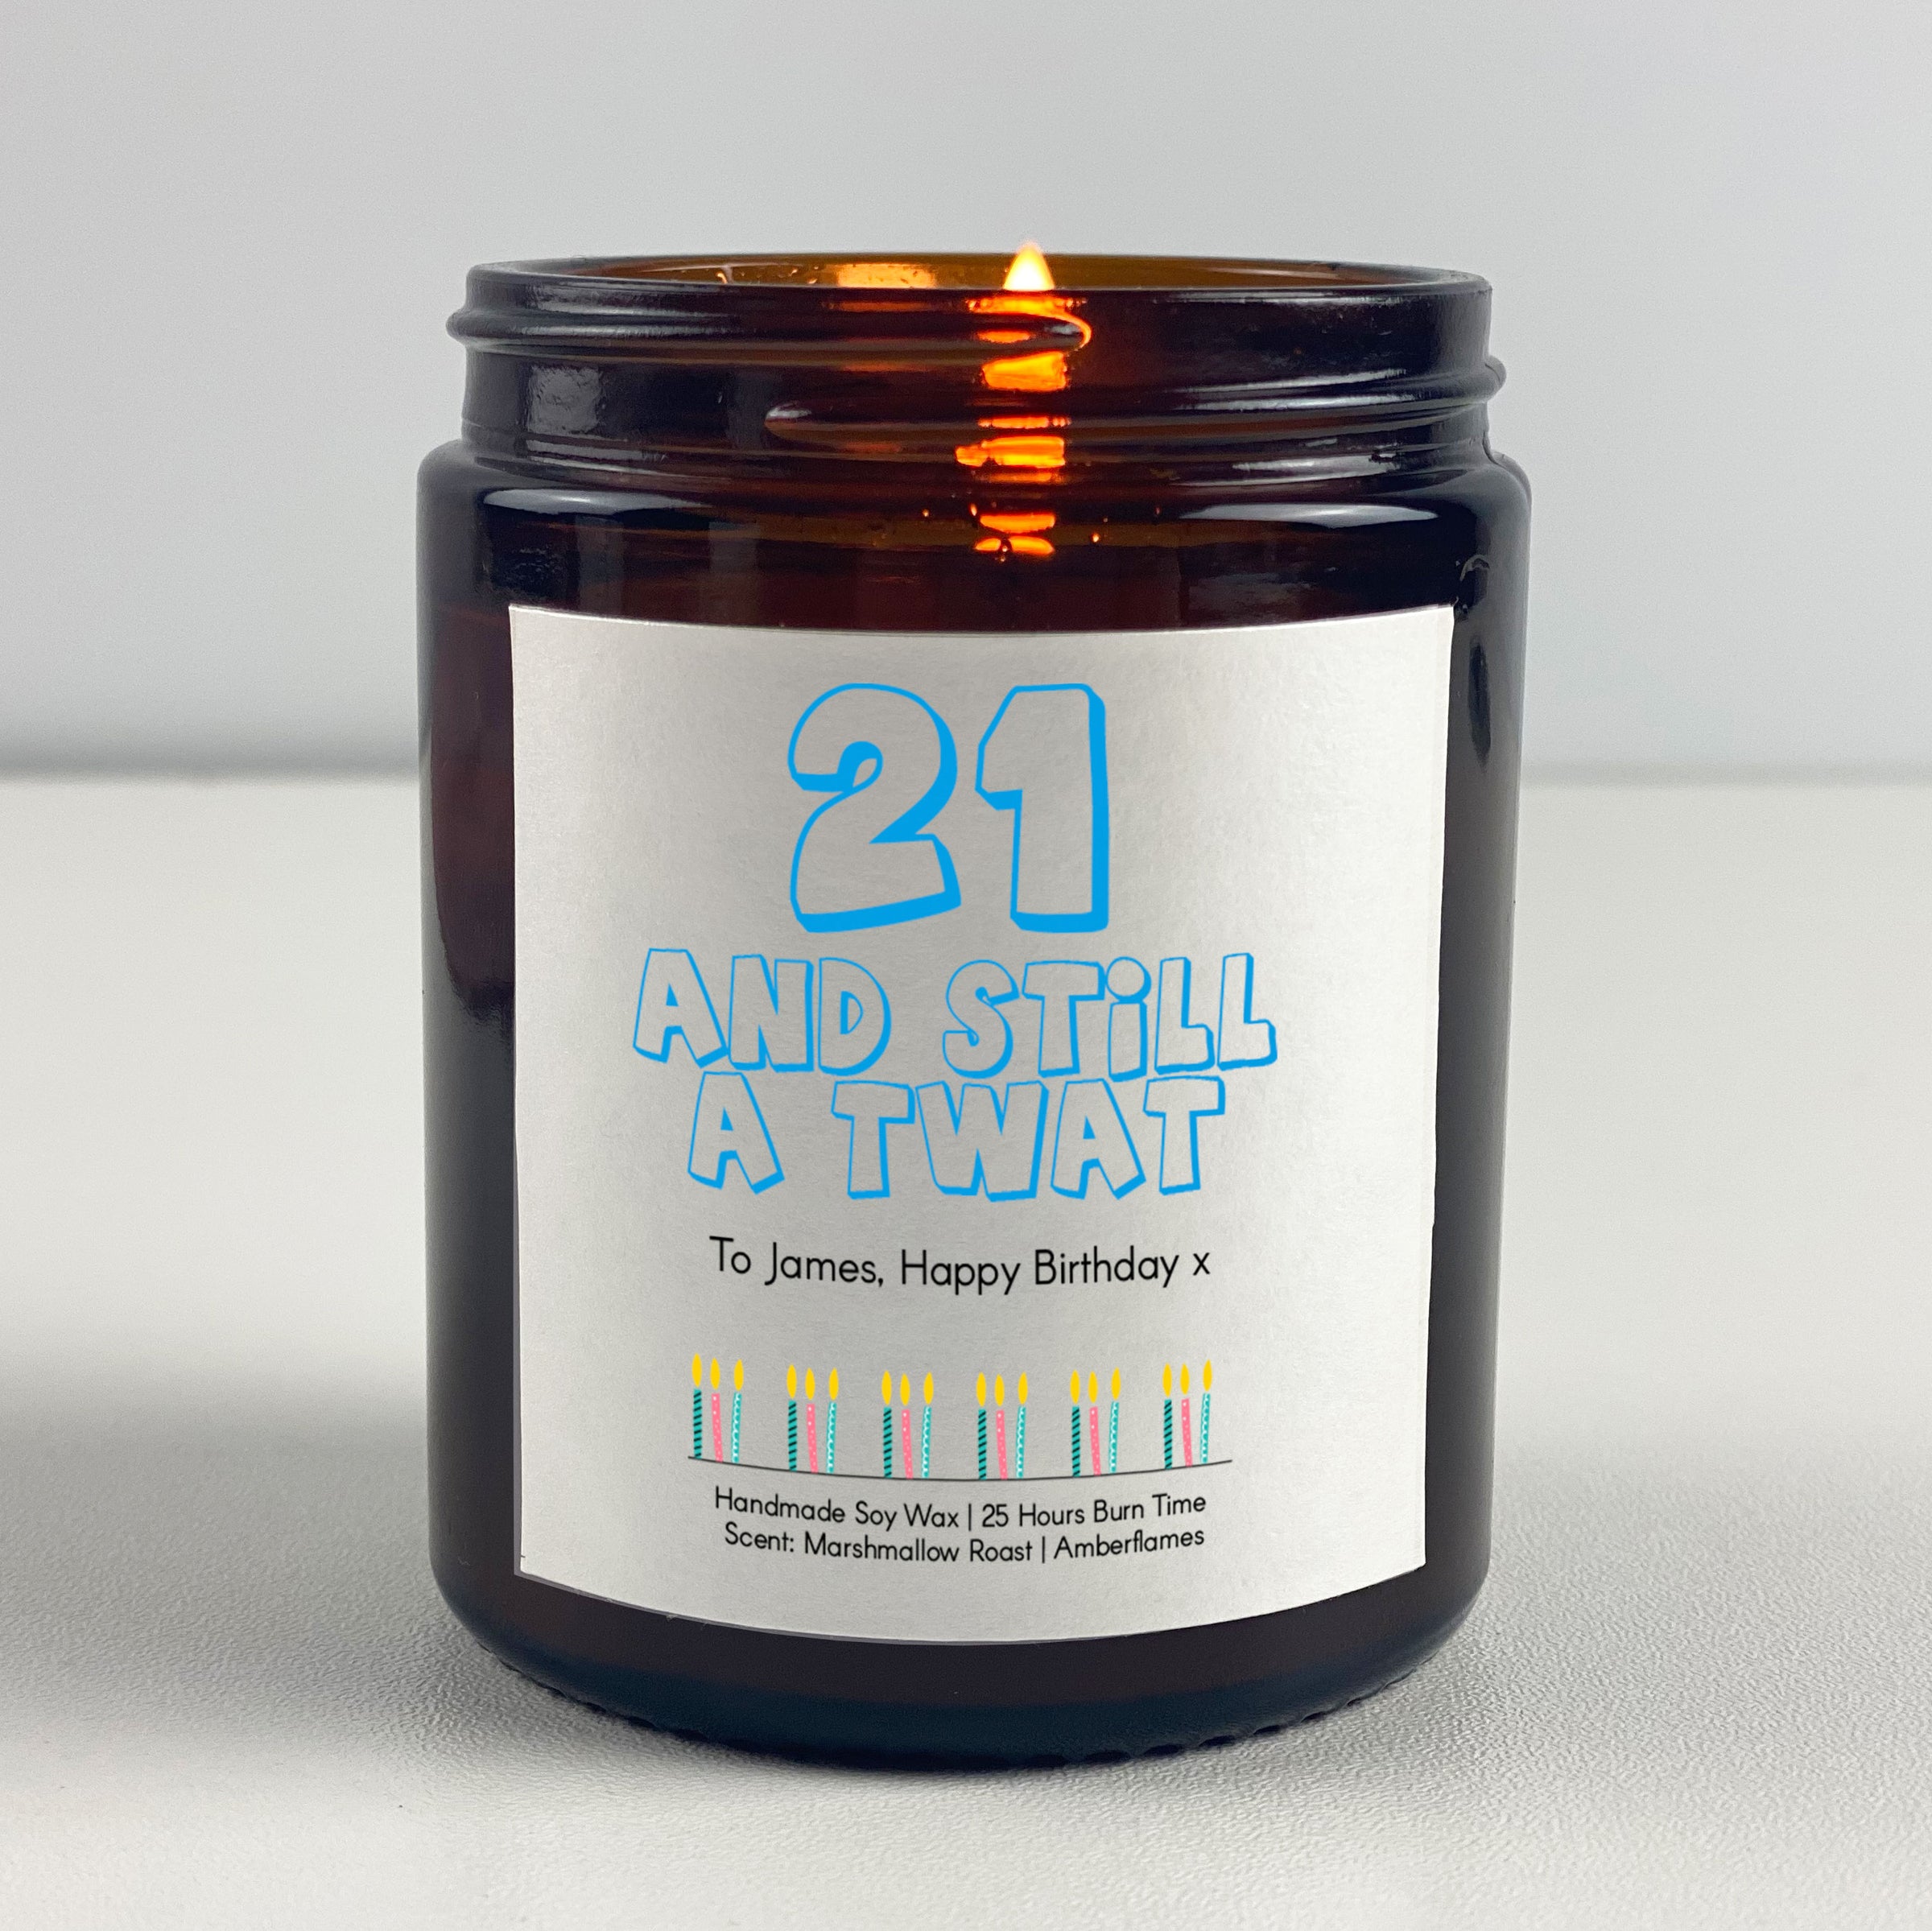 21
AND STiLL
A TWAT
To James, Happy Birthday x
Handmade Soy Wax | 25 Hours Burn Time
Scent: Marshmallow Roast | Amberflames